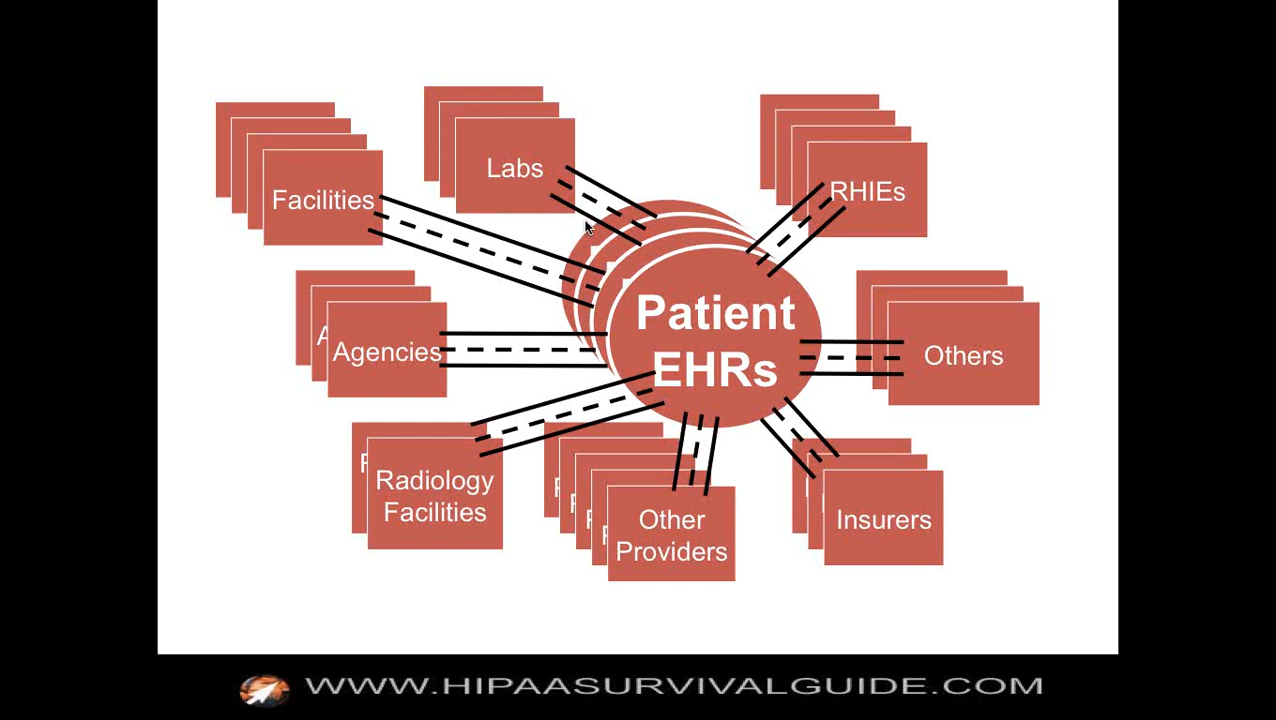 Labs
RHIEs
Facilities
Patient
EHRs
Agencies
Others
Radiology
Facilities
Other
Providers
Insurers
WWW.HIPAASURVIVALGUIDE.COM